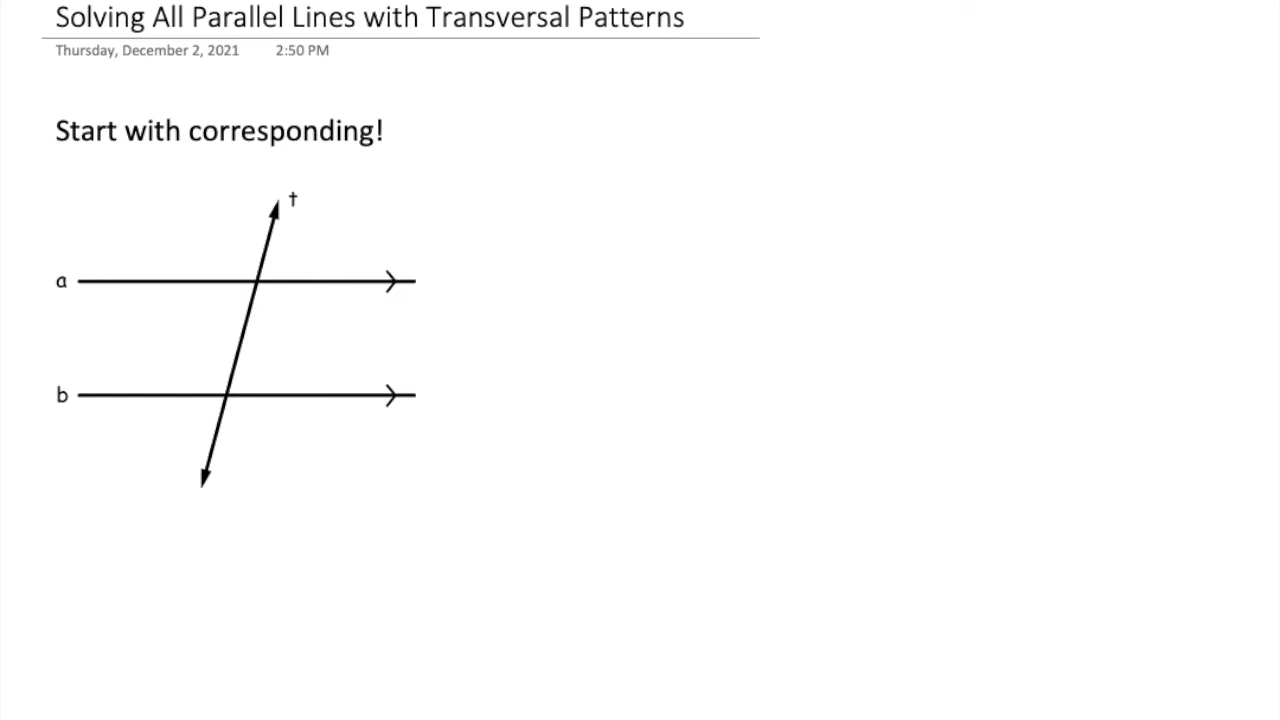 Solving All Parallel Lines with Transversal Patterns
Thursday, December 2, 2021 2:50 PM
Start with corresponding!
t
a
b